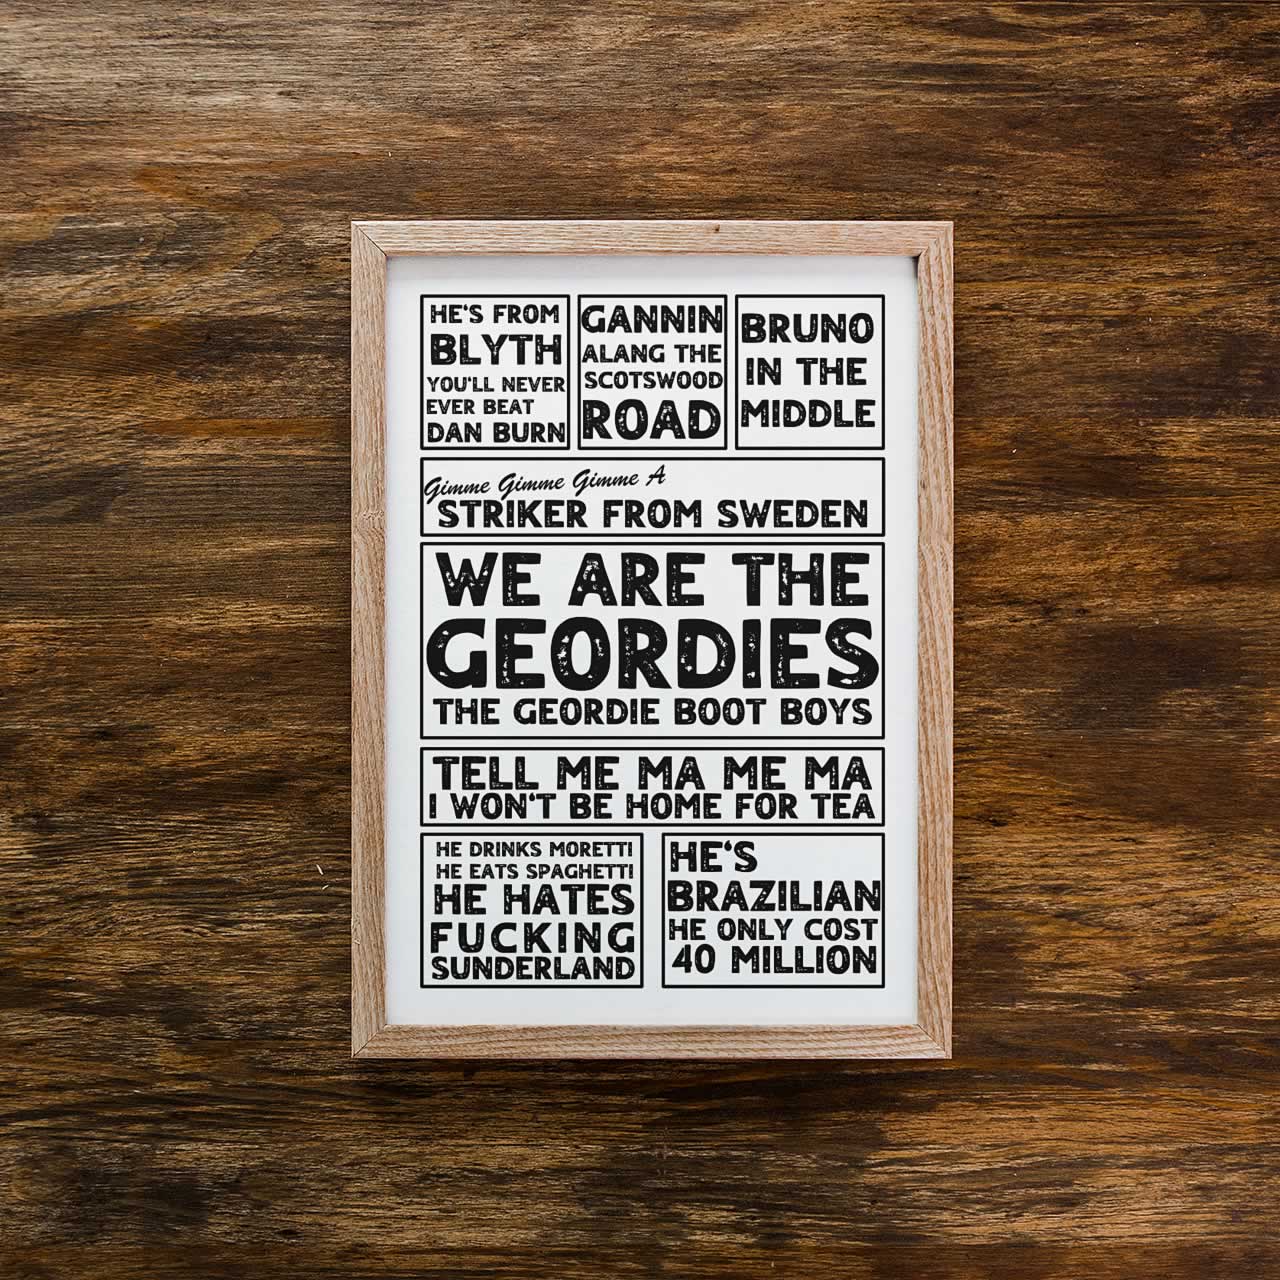 HE'S FROM
BLYTH
YOU'LL NEVER
EVER BEAT
DAN BURN
GANNIN
ALANG THE
SCOTSWOOD
ROAD
BRUNO
IN THE
MIDDLE
Gimme Gimme Gimme A
STRIKER FROM SWEDEN
WE ARE THE
GEORDIES
THE GEORDIE BOOT BOYS
TELL ME MA ME MA
I WON'T BE HOME FOR TEA
HE DRINKS MORETTI
HE EATS SPAGHETTI
HE HATES
FUCKING
SUNDERLAND
HE'S
BRAZILIAN
HE ONLY COST
40 MILLION